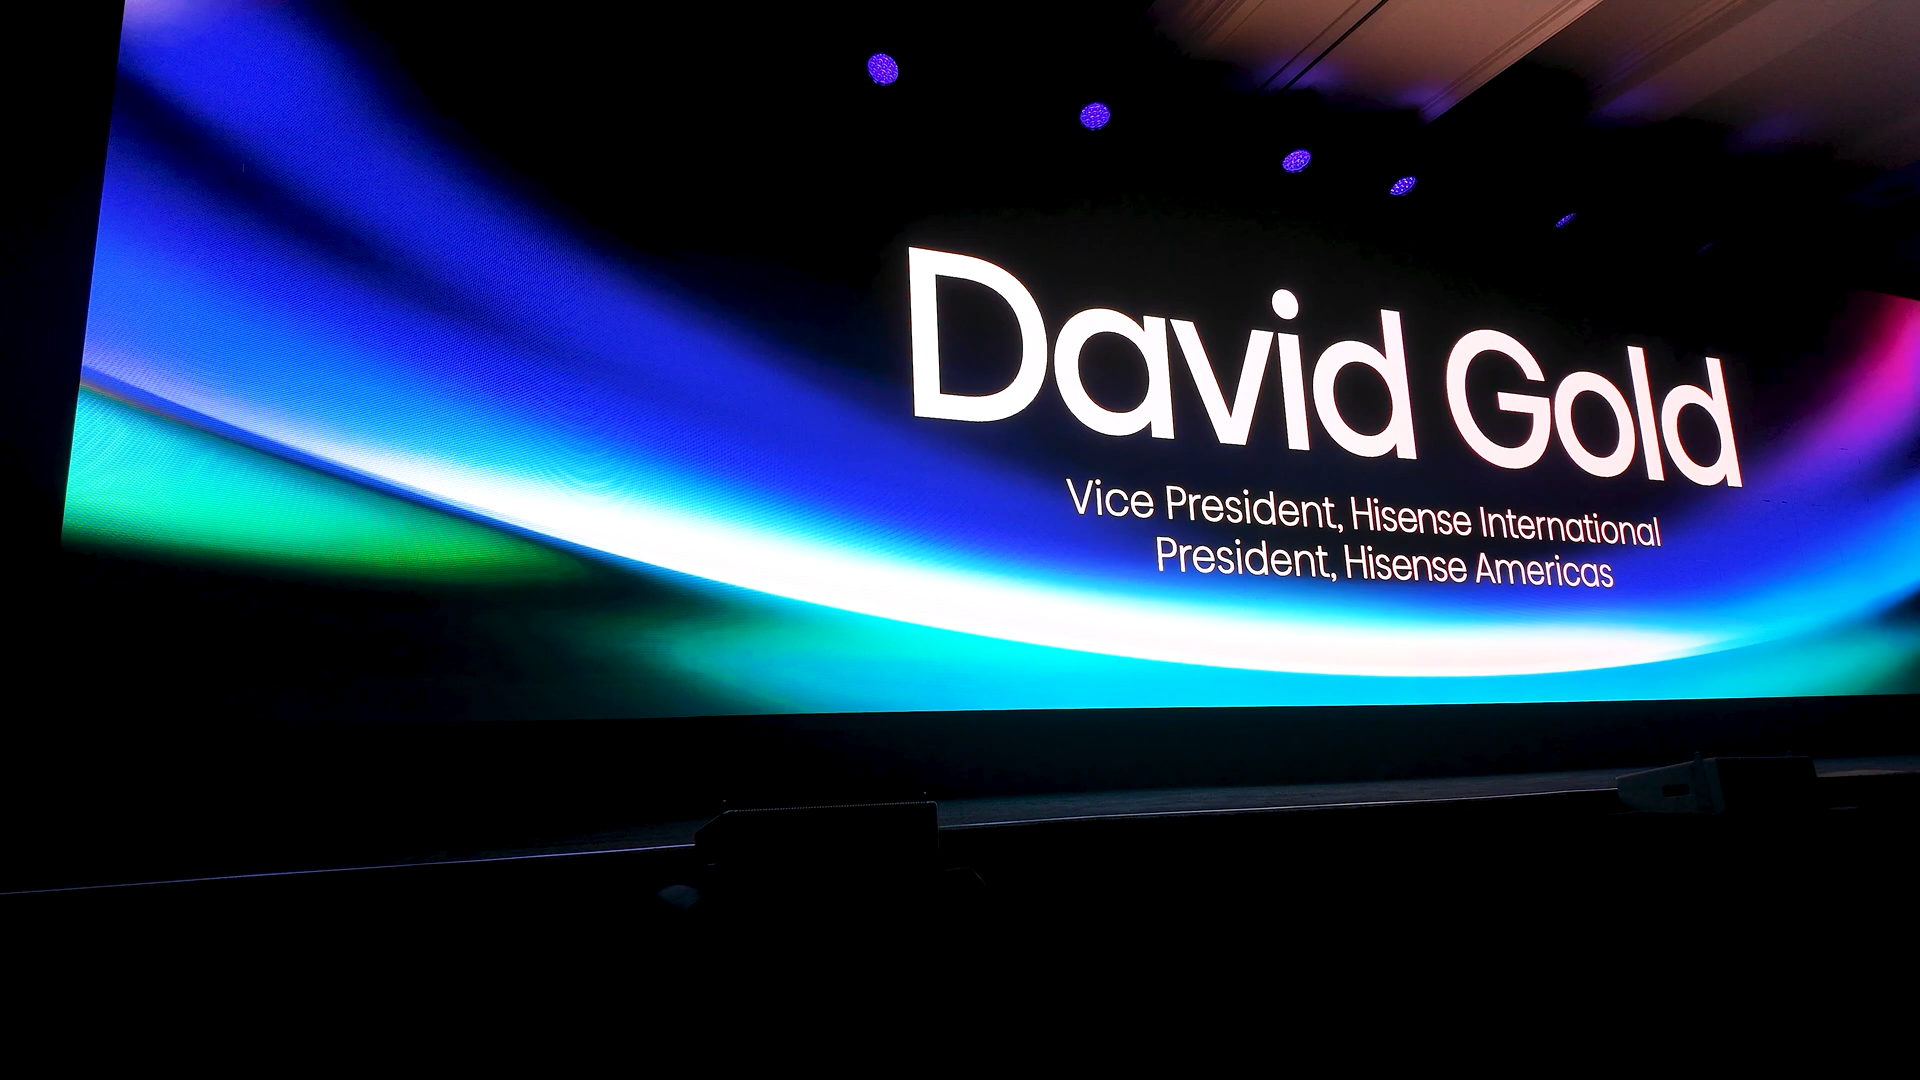 David Gold
Vice President, Hisense International
President, Hisense Americas